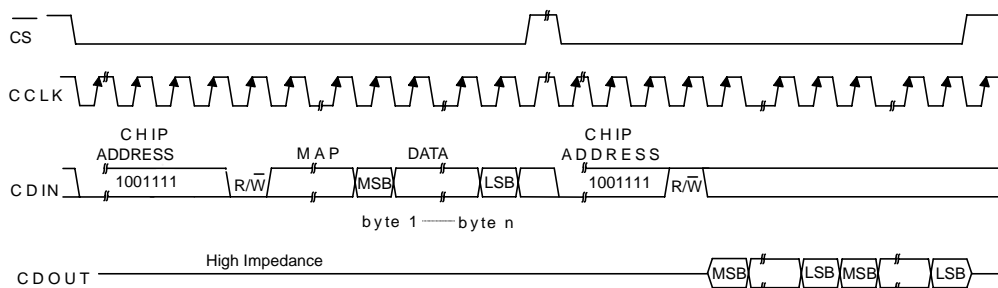 CS
CCLK
CHIP
ADDRESS
MAP
DATA
CHIP
ADDRESS
CDIN
1001111
R/W
MSB
LSB
1001111
R/W
byte 1
byte n
High Impedance
CDOUT
MSB
LSB
MSB
LSB